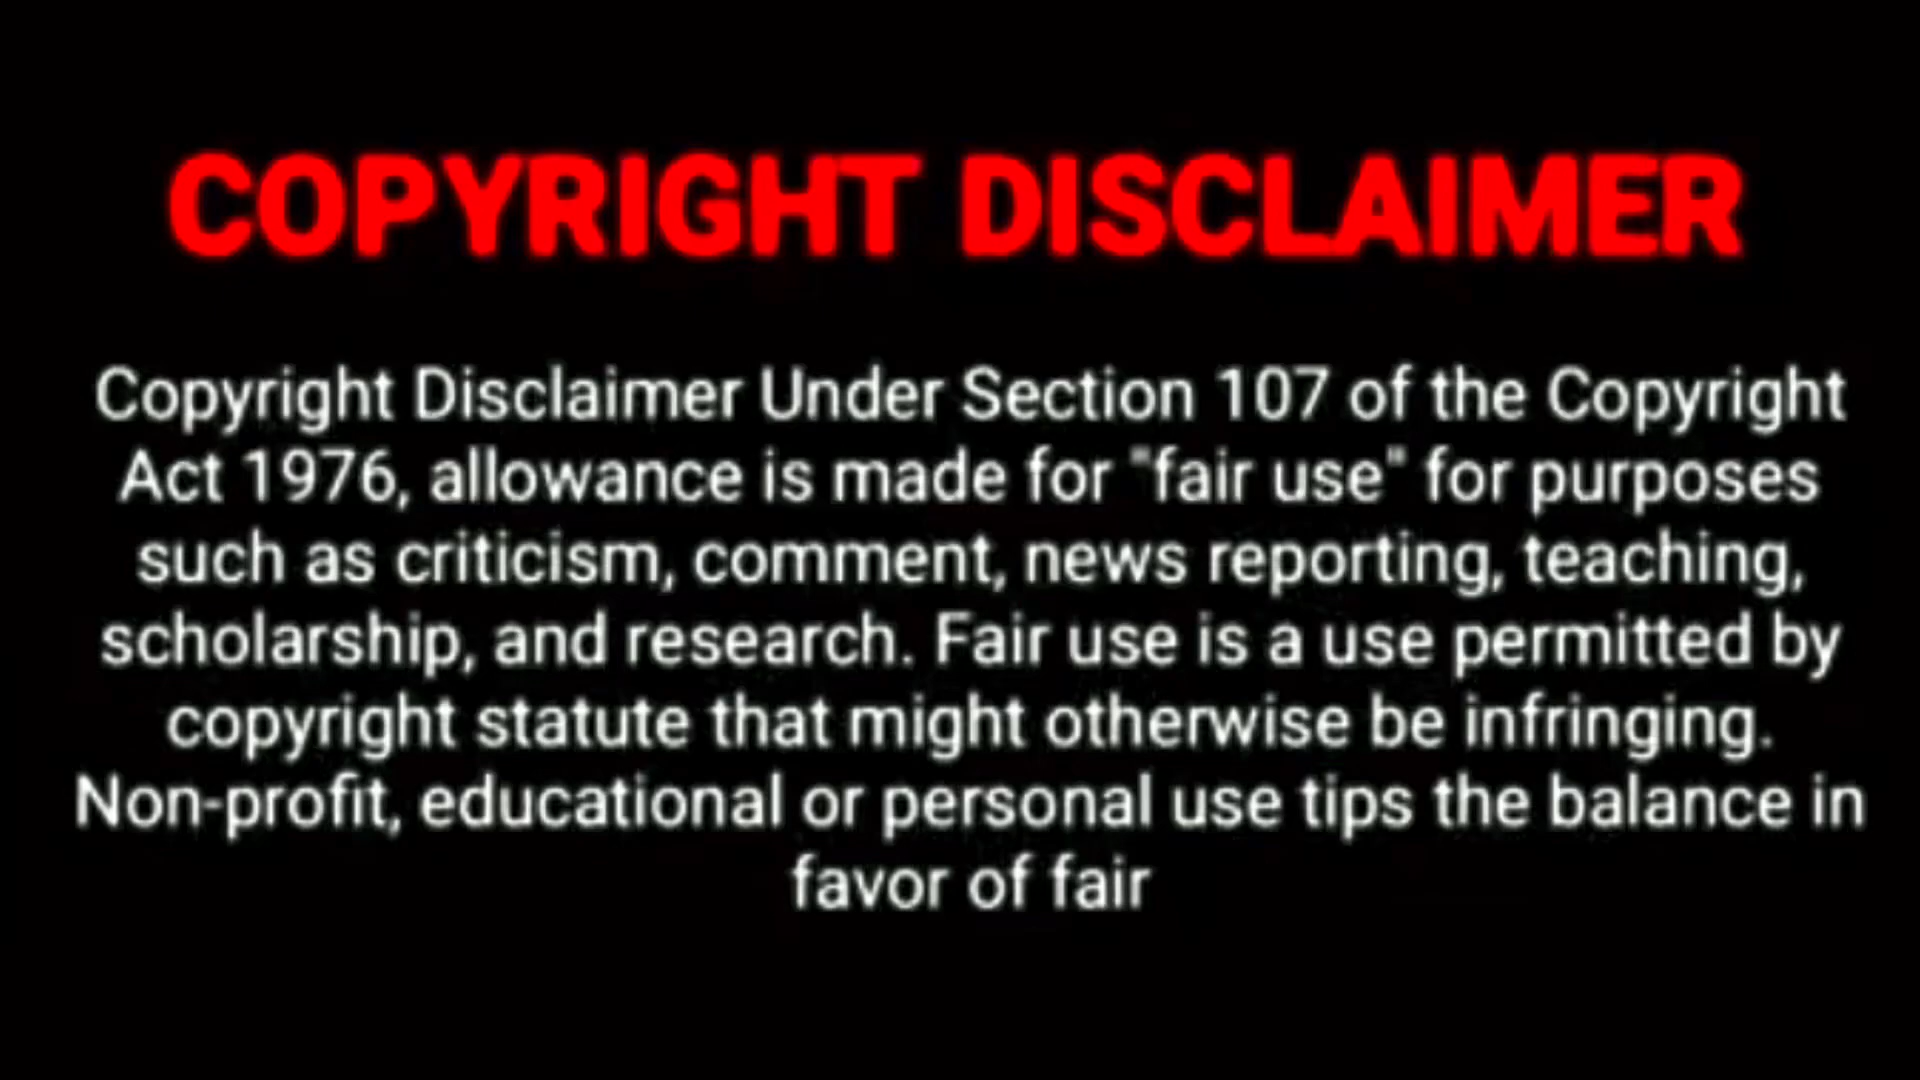 COPYRIGHT DISCLAIMER
Copyright Disclaimer Under Section 107 of the Copyright
Act 1976, allowance is made for "fair use" for purposes
such as criticism, comment, news reporting, teaching,
scholarship, and research. Fair use is a use permitted by
copyright statute that might otherwise be infringing.
Non-profit, educational or personal use tips the balance in
favor of fair